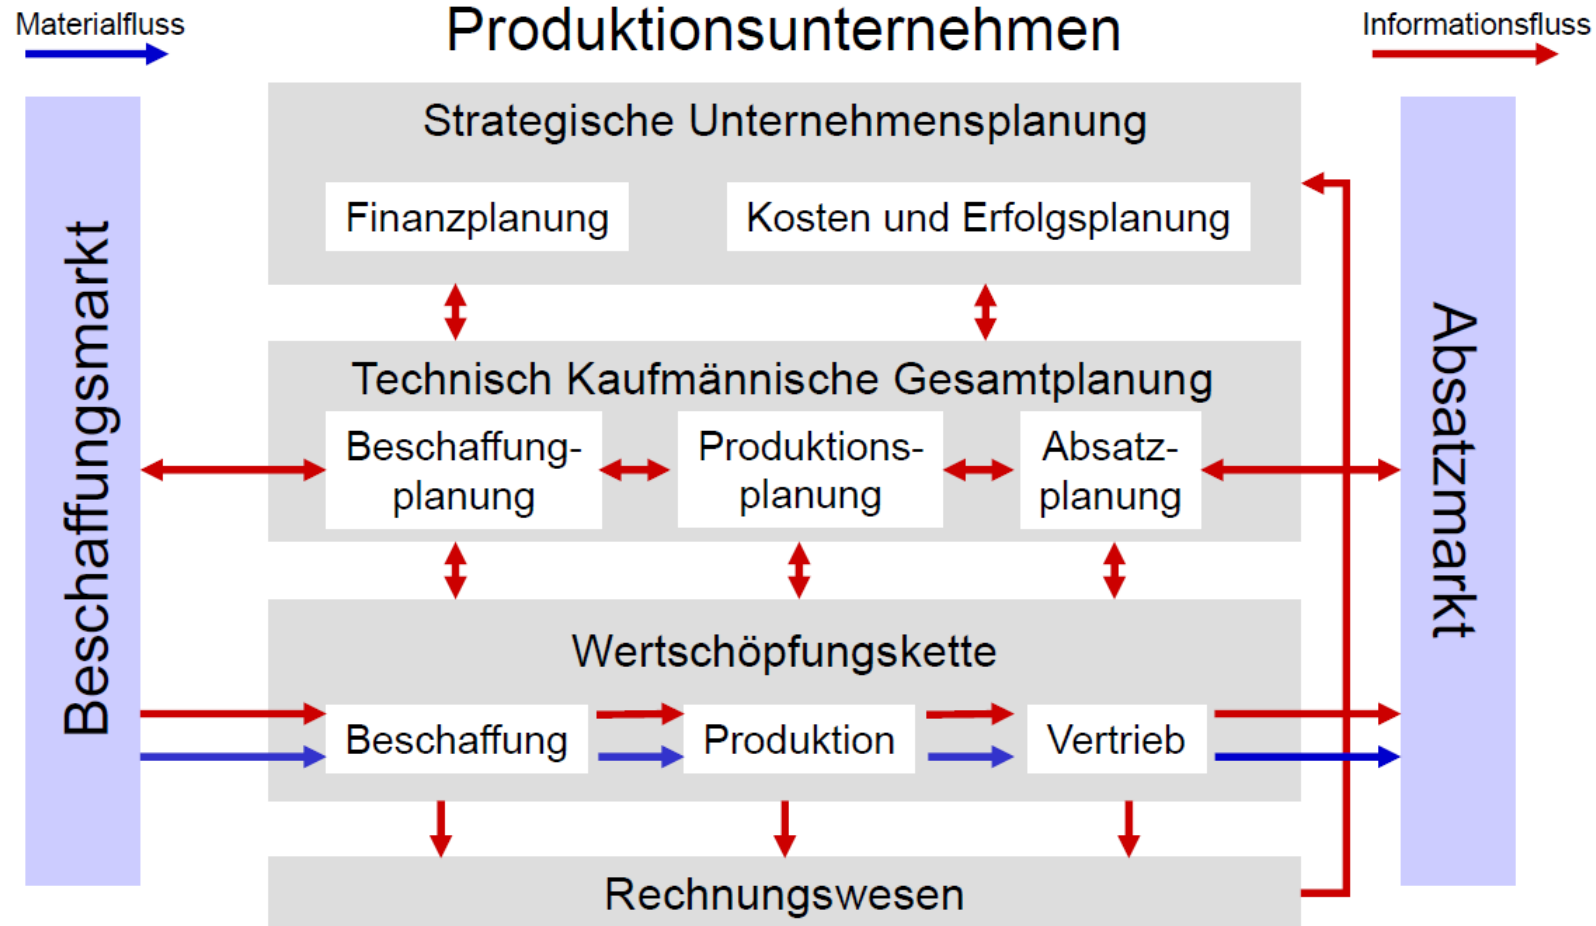 Materialfluss
Produktionsunternehmen
Informationsfluss
Strategische Unternehmensplanung
Finanzplanung
Kosten und Erfolgsplanung
Beschaffungsmarkt
Absatzmarkt
Technisch Kaufmännische Gesamtplanung
Beschaffung-
planung
Produktions-
planung
Absatz-
planung
Wertschöpfungskette
Beschaffung
Produktion
Vertrieb
Rechnungswesen